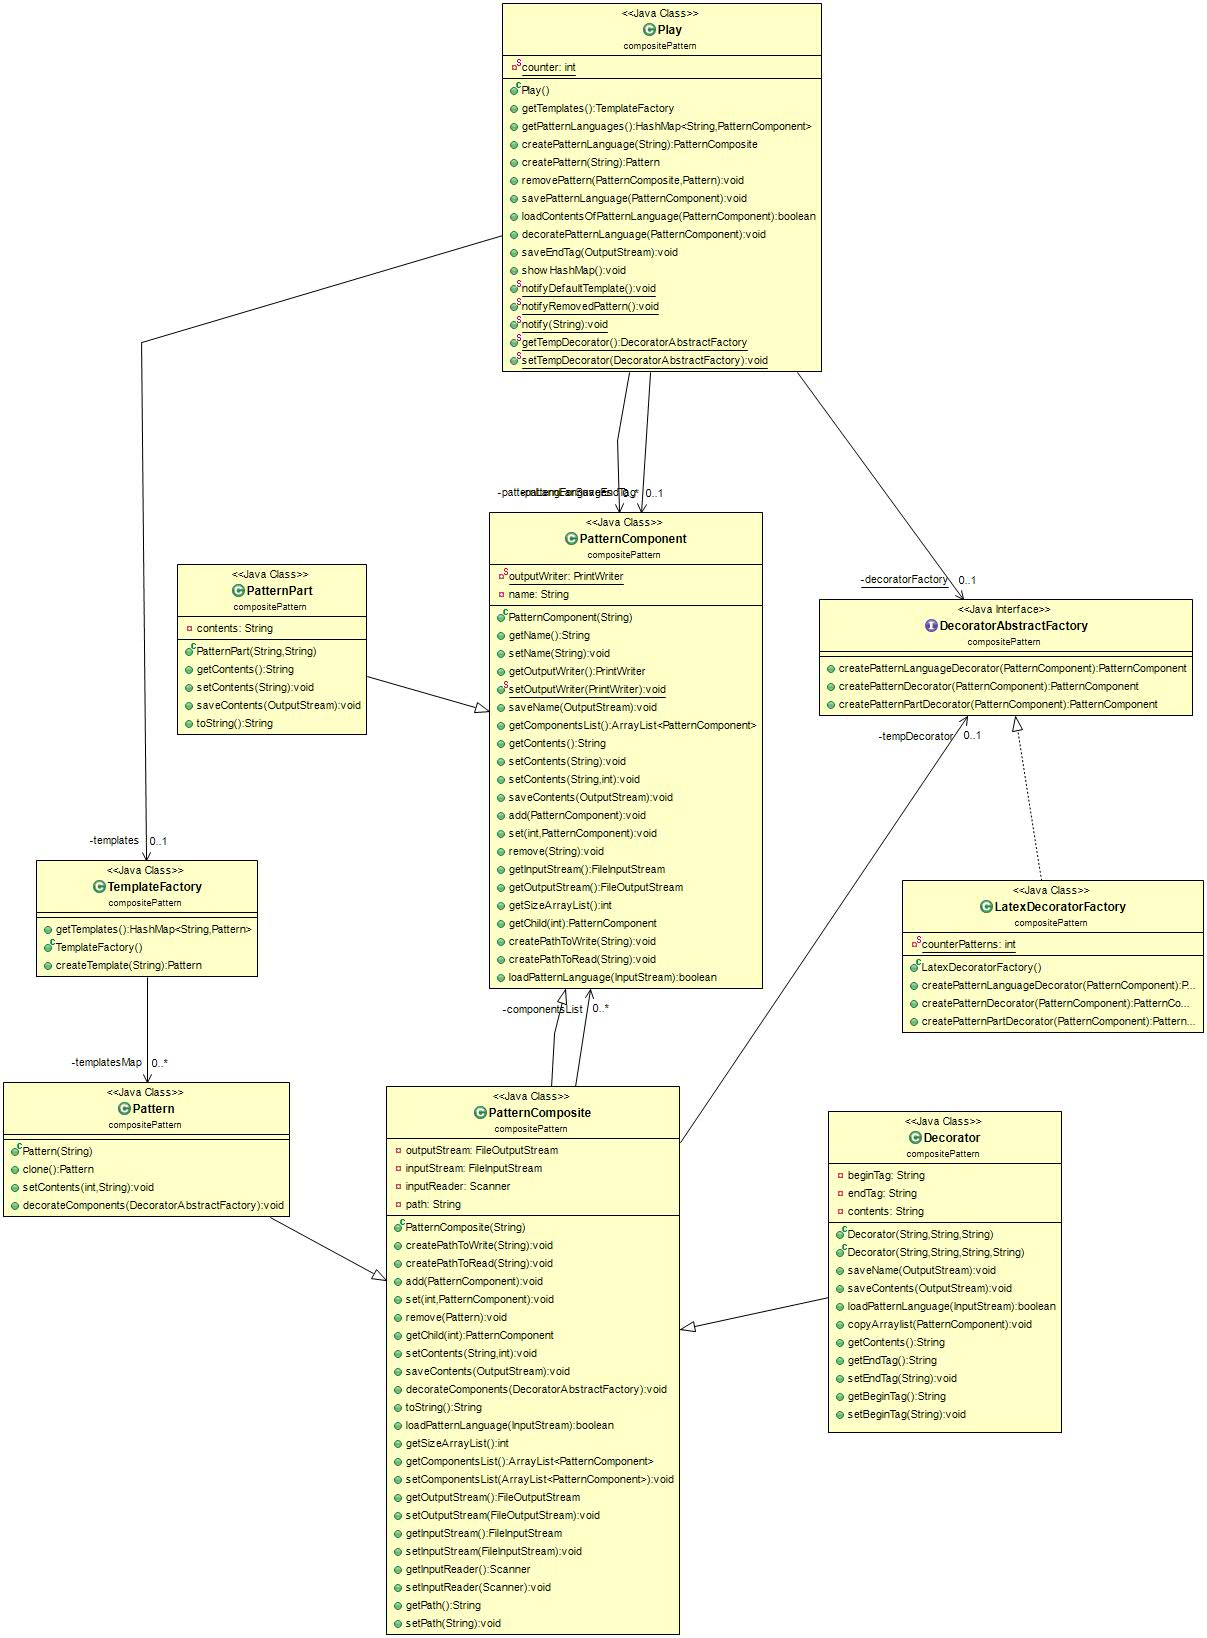 <<Java Class>>
Play
compositePattern
counter: int
Play()
getTemplates():TemplateFactory
getPatternLanguages():HashMap<String,PatternComponent>
createPatternLanguage(String):PatternComposite
createPattern(String):Pattern
removePattern(PatternComposite,Pattern):void
savePatternLanguage(PatternComponent):void
loadContentsOfPatternLanguage(PatternComponent):boolean
decoratePatternLanguage(PatternComponent):void
saveEndTag(OutputStream):void
showHashMap():void
notifyDefaultTemplate():void
notifyRemovedPattern():void
notify(String):void
getTempDecorator():DecoratorAbstractFactory
setTempDecorator(DecoratorAbstractFactory):void
0..*
0..1
<<Java Class>>
PatternComponent
compositePattern
outputWriter: PrintWriter
name: String
PatternComponent(String)
getName():String
setName(String):void
getOutputWriter():PrintWriter
setOutputWriter(PrintWriter):void
saveName(OutputStream):void
getComponentsList():ArrayList<PatternComponent>
getContents():String
setContents(String):void
setContents(String,int):void
saveContents(OutputStream):void
add(PatternComponent):void
set(int,PatternComponent):void
remove(String):void
getInputStream():FileInputStream
getOutputStream():FileOutputStream
getSizeArrayList():int
getChild(int):PatternComponent
createPathToWrite(String):void
createPathToRead(String):void
loadPatternLanguage(InputStream):boolean
<<Java Class>>
PatternPart
compositePattern
contents: String
PatternPart(String,String)
getContents():String
setContents(String):void
saveContents(OutputStream):void
toString():String
-decoratorFactory 0..1
<<Java Interface>>
DecoratorAbstractFactory
compositePattern
createPatternLanguageDecorator(PatternComponent):PatternComponent
createPatternDecorator(PatternComponent):PatternComponent
createPatternPartDecorator(PatternComponent):PatternComponent
-tempDecorator 0..1
-templates 0..1
<<Java Class>>
TemplateFactory
compositePattern
getTemplates():HashMap<String,Pattern>
TemplateFactory()
createTemplate(String):Pattern
<<Java Class>>
LatexDecoratorFactory
compositePattern
counterPatterns: int
LatexDecoratorFactory()
createPatternLanguageDecorator(PatternComponent):P...
createPatternDecorator(PatternComponent):PatternCo...
createPatternPartDecorator(PatternComponent):Pattern...
-componentsList 0..*
-templatesMap 0..*
<<Java Class>>
Pattern
compositePattern
Pattern(String)
clone():Pattern
setContents(int,String):void
decorateComponents(DecoratorAbstractFactory):void
<<Java Class>>
PatternComposite
compositePattern
outputStream: FileOutputStream
inputStream: FileInputStream
inputReader: Scanner
path: String
PatternComposite(String)
createPathToWrite(String):void
createPathToRead(String):void
add(PatternComponent):void
set(int,PatternComponent):void
remove(Pattern):void
getChild(int):PatternComponent
setContents(String,int):void
saveContents(OutputStream):void
decorateComponents(DecoratorAbstractFactory):void
toString():String
loadPatternLanguage(InputStream):boolean
getSizeArrayList():int
getComponentsList():ArrayList<PatternComponent>
setComponentsList(ArrayList<PatternComponent>):void
getOutputStream():FileOutputStream
setOutputStream(FileOutputStream):void
getInputStream():FileInputStream
setInputStream(FileInputStream):void
getInputReader():Scanner
setInputReader(Scanner):void
getPath():String
setPath(String):void
<<Java Class>>
Decorator
compositePattern
beginTag: String
endTag: String
contents: String
Decorator(String,String,String)
Decorator(String,String,String,String)
saveName(OutputStream):void
saveContents(OutputStream):void
loadPatternLanguage(InputStream):boolean
copyArraylist(PatternComponent):void
getContents():String
getEndTag():String
setEndTag(String):void
getBeginTag():String
setBeginTag(String):void